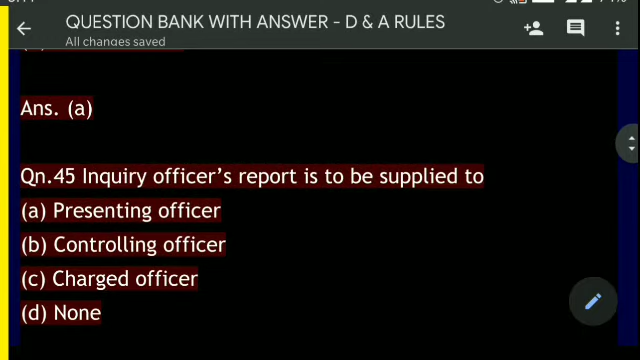 QUESTION BANK WITH ANSWER - D & A RULES
All changes saved
Ans. (a)
Qn.45 Inquiry officer's report is to be supplied to
(a) Presenting officer
(b) Controlling officer
(c) Charged officer
(d) None